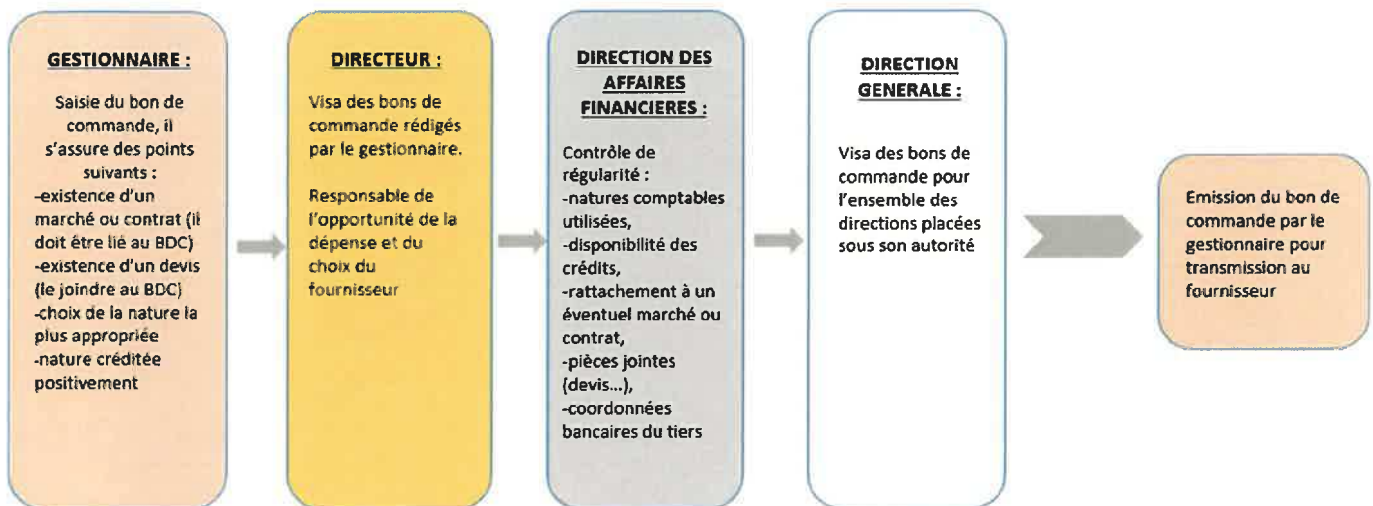 GESTIONNAIRE :
Saisie du bon de
commande, il
s'assure des points
suivants :
-existence d'un
marché ou contrat (il
doit être lié au BDC)
-existence d'un devis
(le joindre au BDC)
-choix de la nature la
plus appropriée
-nature créditée
positivement
DIRECTEUR :
Visa des bons de
commande rédigés
par le gestionnaire.
Responsable de
l'opportunité de la
dépense et du
choix du
fournisseur
DIRECTION DES
AFFAIRES
FINANCIERES :
Contrôle de
régularité :
-natures comptables
utilisées,
-disponibilité des
crédits,
-rattachement à un
éventuel marché ou
contrat,
-pièces jointes
(devis...),
-coordonnées
bancaires du tiers
DIRECTION
GENERALE :
Visa des bons de
commande pour
l'ensemble des
directions placées
sous son autorité
Emission du bon de
commande par le
gestionnaire pour
transmission au
fournisseur